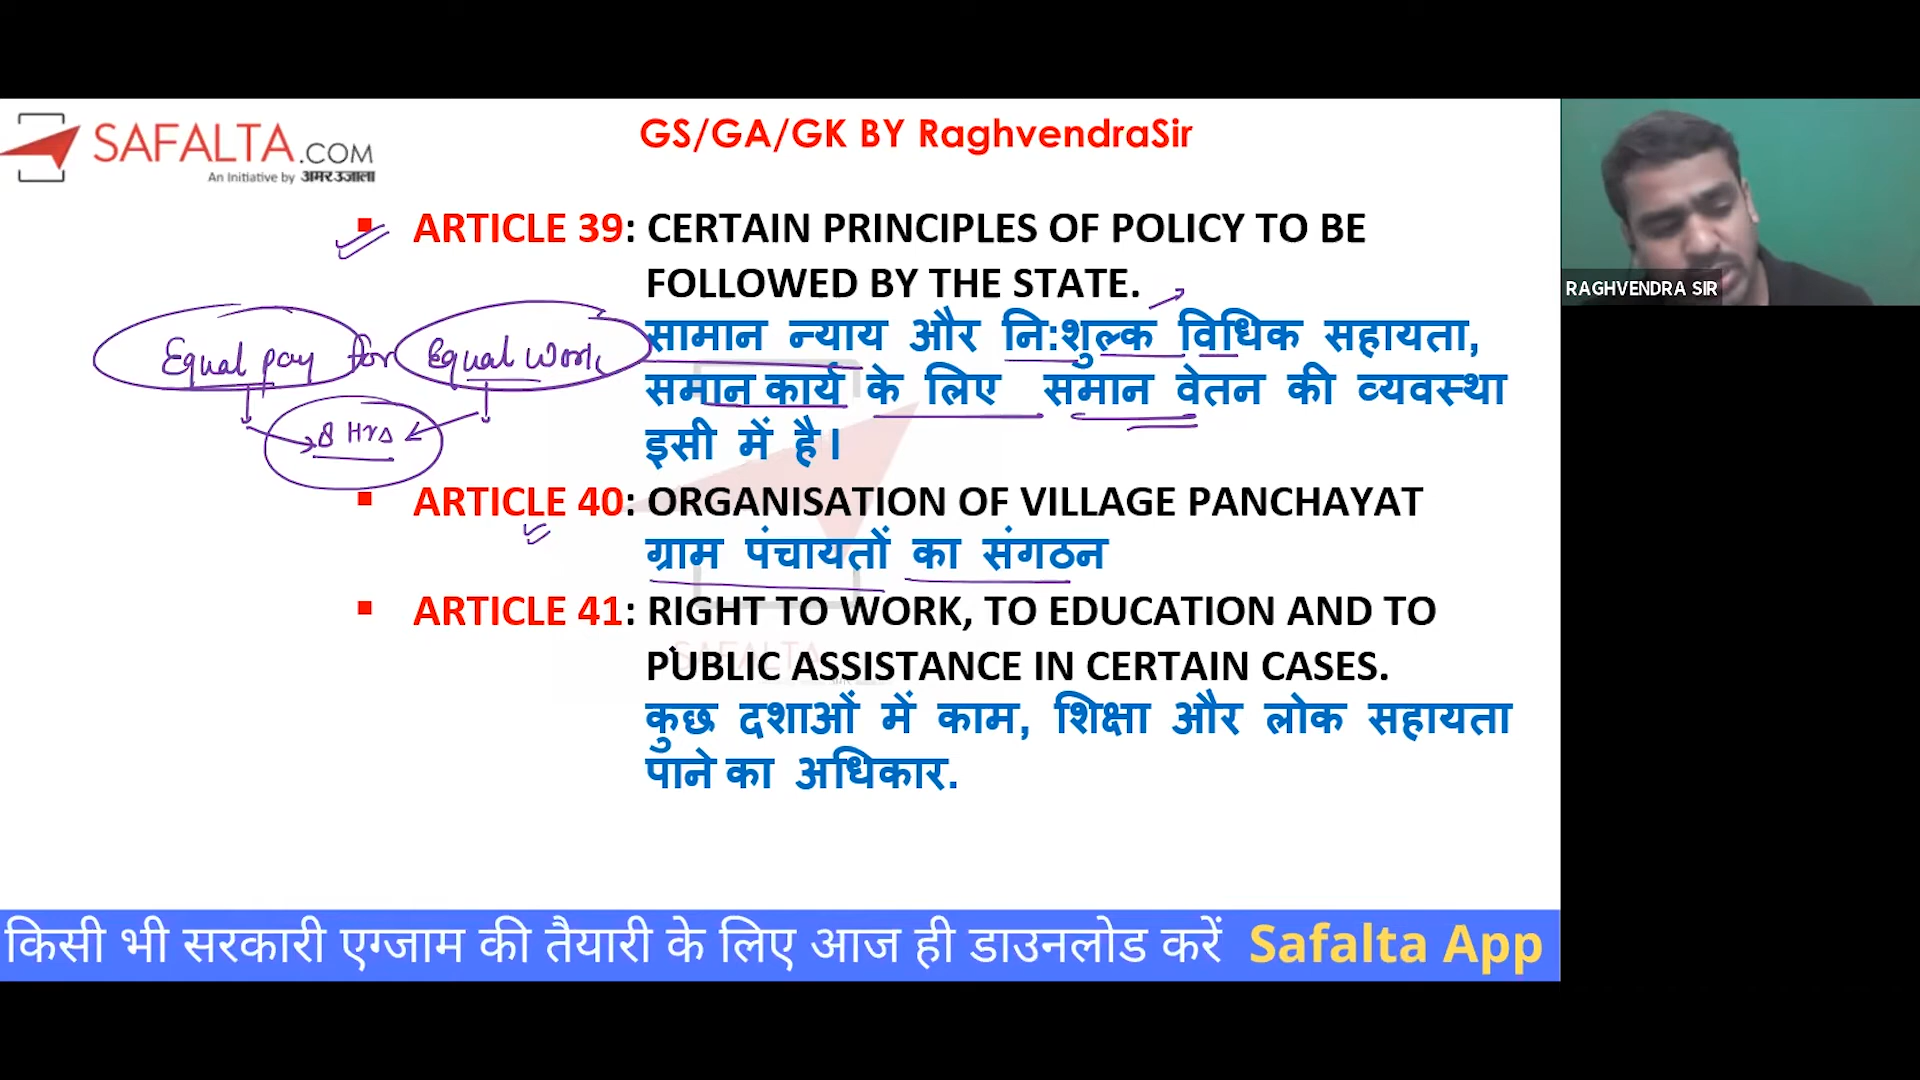 SAFALTA.COM
An Initiative by अमर उजाला
GS/GA/GK BY RaghvendraSir
RAGHVENDRA SIR
ARTICLE 39: CERTAIN PRINCIPLES OF POLICY TO BE
FOLLOWED BY THE STATE.
सामान न्याय और नि:शुल्क विधिक सहायता,
समान कार्य के लिए समान वेतन की व्यवस्था
इसी में है।
Equal pay for Equal Work
8 Hrs
ARTICLE 40: ORGANISATION OF VILLAGE PANCHAYAT
ग्राम पंचायतों का संगठन
ARTICLE 41: RIGHT TO WORK, TO EDUCATION AND TO
PUBLIC ASSISTANCE IN CERTAIN CASES.
कुछ दशाओं में काम, शिक्षा और लोक सहायता
पाने का अधिकार.
किसी भी सरकारी एग्जाम की तैयारी के लिए आज ही डाउनलोड करें Safalta App